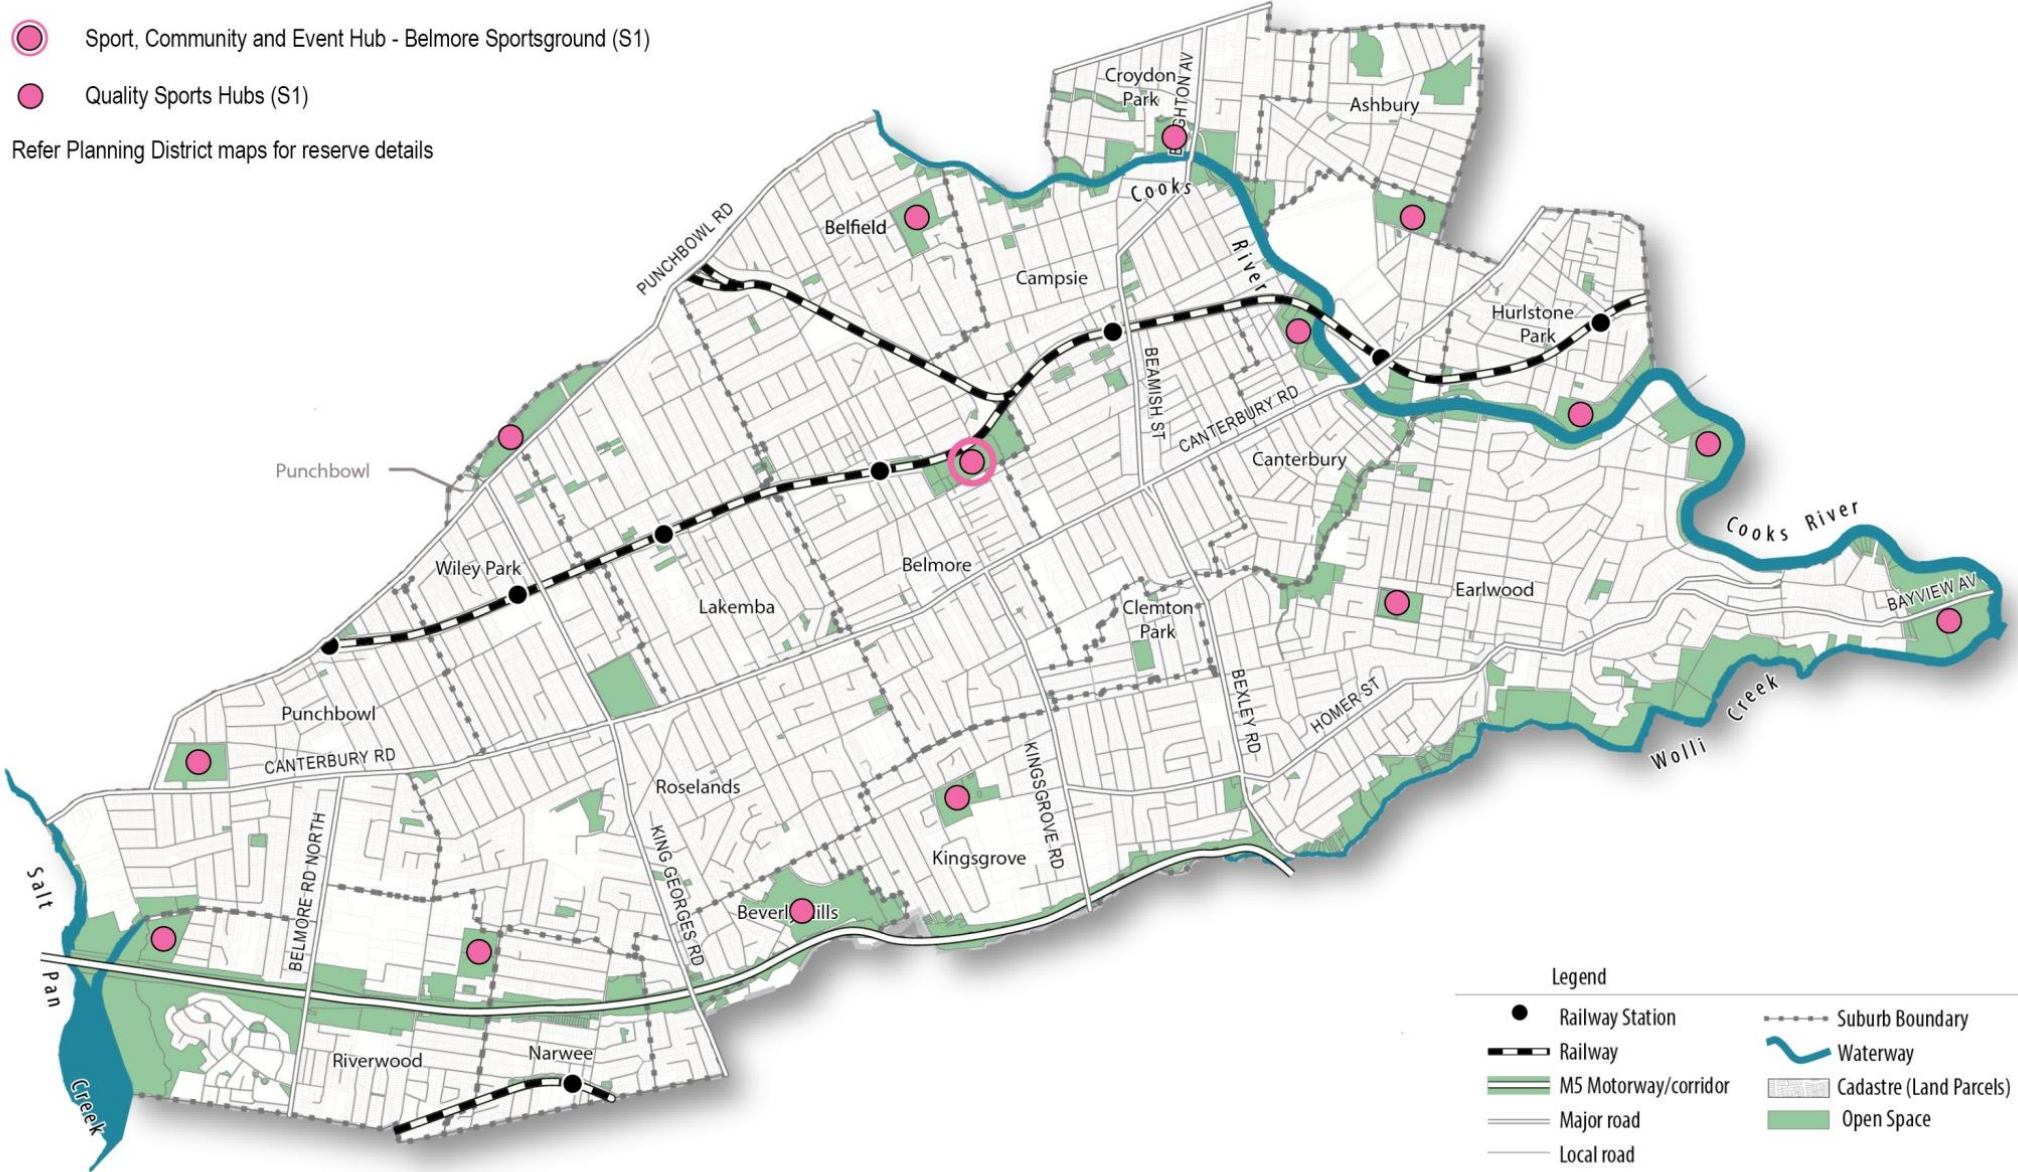 Sport, Community and Event Hub - Belmore Sportsground (S1)
Quality Sports Hubs (S1)
Refer Planning District maps for reserve details
Croydon
Park
GHTON AV
Ashbury
Cooks
River
PUNCHBOWL RD
Belfield
Campsie
Hurlstone
Park
BEAMISH ST
CANTERBURY RD
Canterbury
Punchbowl
Cooks River
Wiley Park
Belmore
Lakemba
Clemton
Park
Earlwood
BAYVIEW AV
Punchbowl
CANTERBURY RD
BEXLEY RD
HOMER ST
Creek
Wolli
Roselands
KINGSGROVE RD
Kingsgrove
BELMORE RD NORTH
KING GEORGES RD
Beverly ills
Salt
Pan
Creek
Riverwood
Narwee
Legend
Railway Station
Railway
M5 Motorway/corridor
Major road
Local road
Suburb Boundary
Waterway
Cadastre (Land Parcels)
Open Space